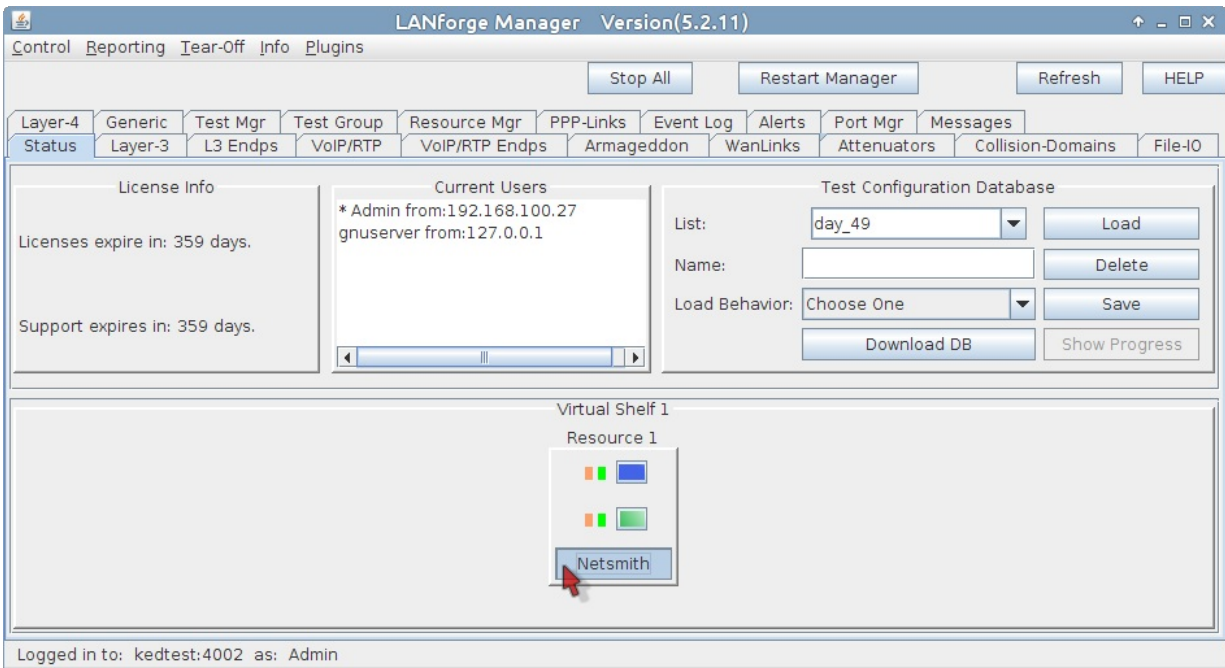 LANforge Manager Version(5.2.11)
Control Reporting Tear-Off Info Plugins
Stop All Restart Manager Refresh HELP
Layer-4 Generic Test Mgr Test Group Resource Mgr PPP-Links Event Log Alerts Port Mgr Messages
Status Layer-3 L3 Endps VoIP/RTP VoIP/RTP Endps Armageddon WanLinks Attenuators Collision-Domains File-IO
License Info
Licenses expire in: 359 days.
Support expires in: 359 days.
Current Users
* Admin from:192.168.100.27
gnuserver from:127.0.0.1
Test Configuration Database
List: day_49 Load
Name: Delete
Load Behavior: Choose One Save
Download DB Show Progress
Virtual Shelf 1
Resource 1
Netsmith
Logged in to: kedtest:4002 as: Admin